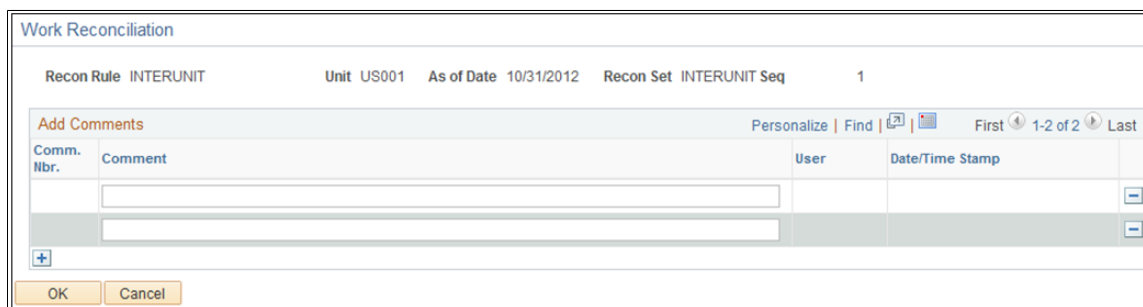 Work Reconciliation
Recon Rule INTERUNIT Unit US001 As of Date 10/31/2012 Recon Set INTERUNIT Seq 1
Add Comments Personalize | Find | | First 1-2 of 2 Last
Comm. Nbr. Comment User Date/Time Stamp
OK Cancel